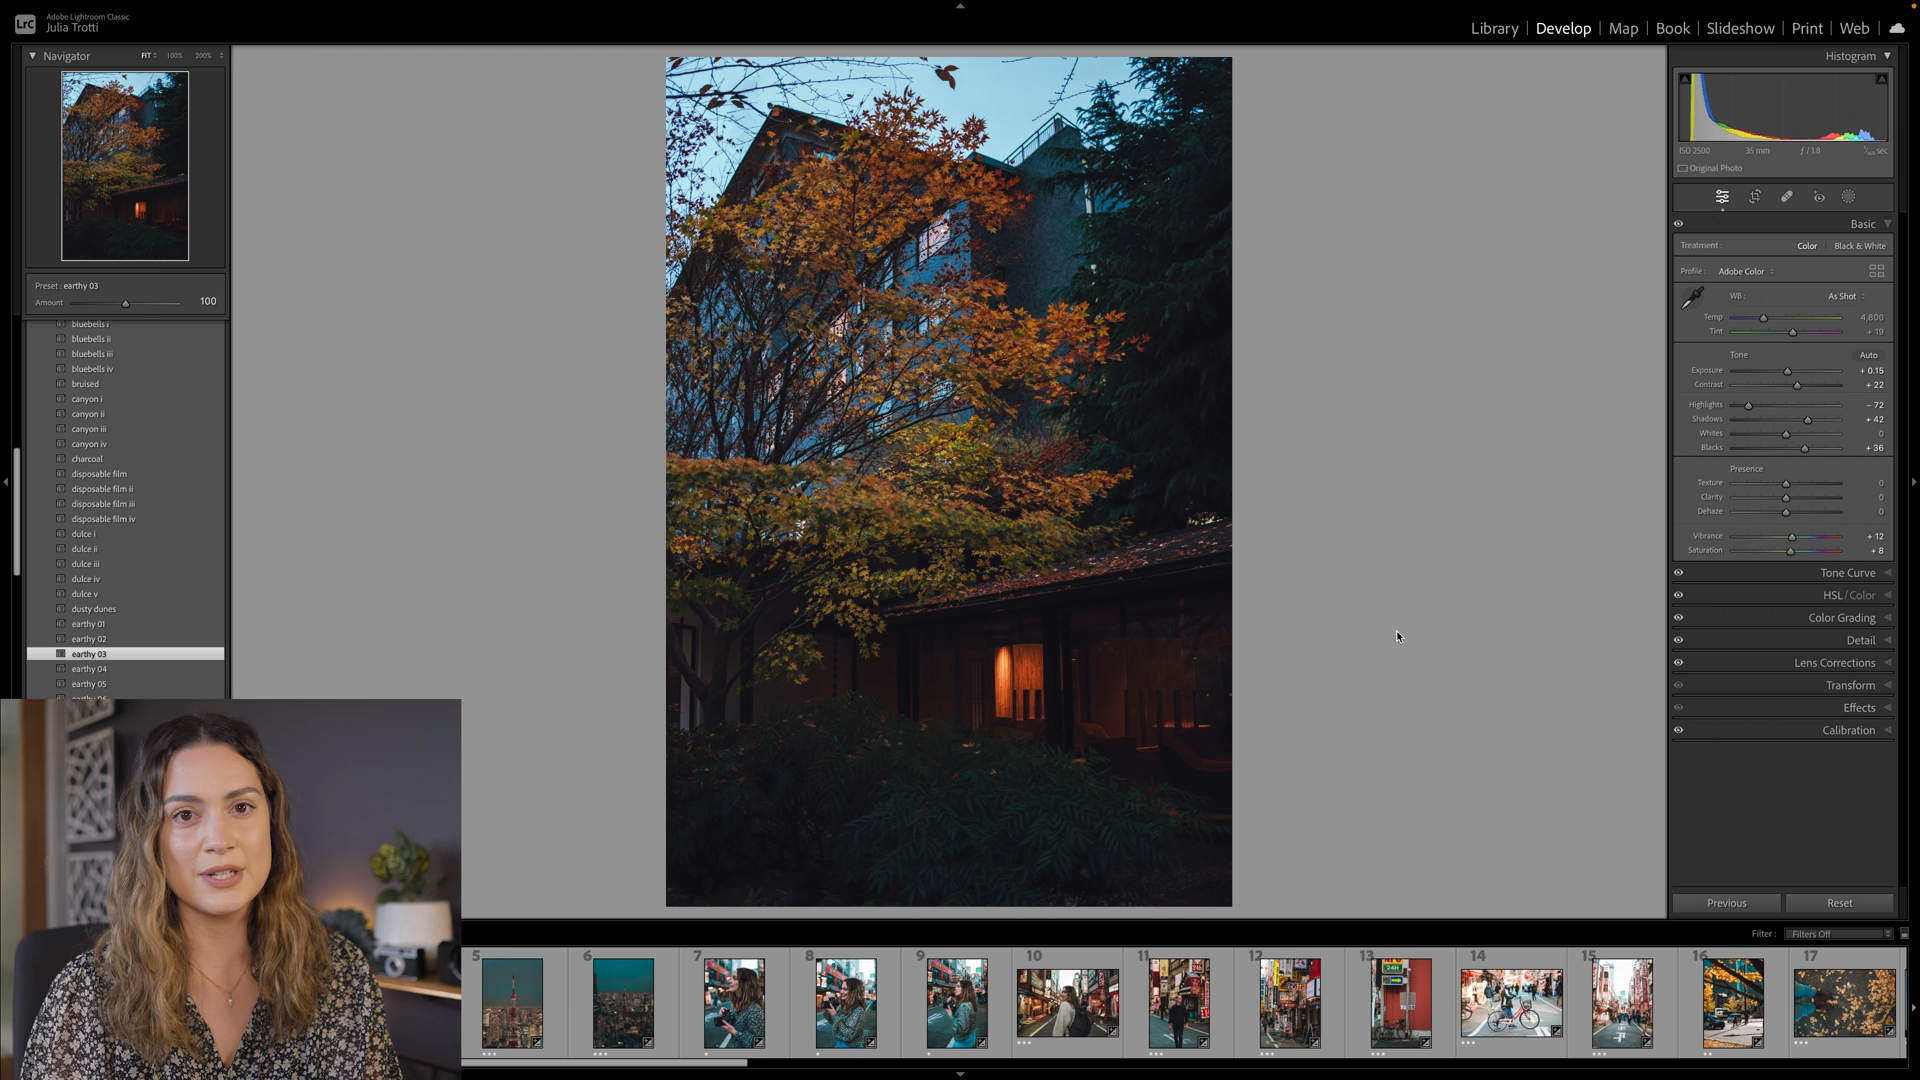 Lrc
Adobe Lightroom Classic
Julia Trotti
Library | Develop | Map | Book | Slideshow | Print | Web
Navigator FIT 100% 200%
Preset : earthy 03
Amount 100
bluebells i
bluebells ii
bluebells iii
bluebells iv
bruised
canyon i
canyon ii
canyon iii
canyon iv
charcoal
disposable film
disposable film ii
disposable film iii
disposable film iv
dulce i
dulce ii
dulce iii
dulce iv
dulce v
dusty dunes
earthy 01
earthy 02
earthy 03
earthy 04
earthy 05
Histogram
ISO 2500 35 mm ƒ / 1.8 sec
Original Photo
Basic
Treatment : Color | Black & White
Profile : Adobe Color
WB : As Shot
Temp 4,800
Tint + 19
Tone Auto
Exposure + 0.15
Contrast + 22
Highlights − 72
Shadows + 42
Whites 0
Blacks + 36
Presence
Texture 0
Clarity 0
Dehaze 0
Vibrance + 12
Saturation + 8
Tone Curve
HSL / Color
Color Grading
Detail
Lens Corrections
Transform
Effects
Calibration
Previous Reset
Filter : Filters Off
5 6 7 8 9 10 11 12 13 14 15 16 17
24H